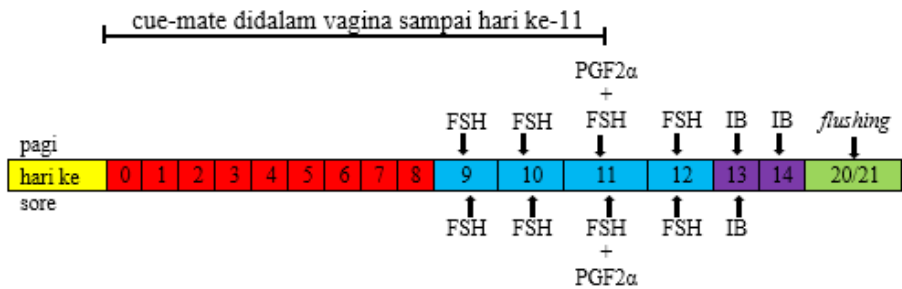 cue-mate didalam vagina sampai hari ke-11
PGF2α
+
FSH FSH FSH FSH IB IB flushing
pagi
hari ke 0 1 2 3 4 5 6 7 8 9 10 11 12 13 14 20/21
sore
FSH FSH FSH FSH IB
+
PGF2α